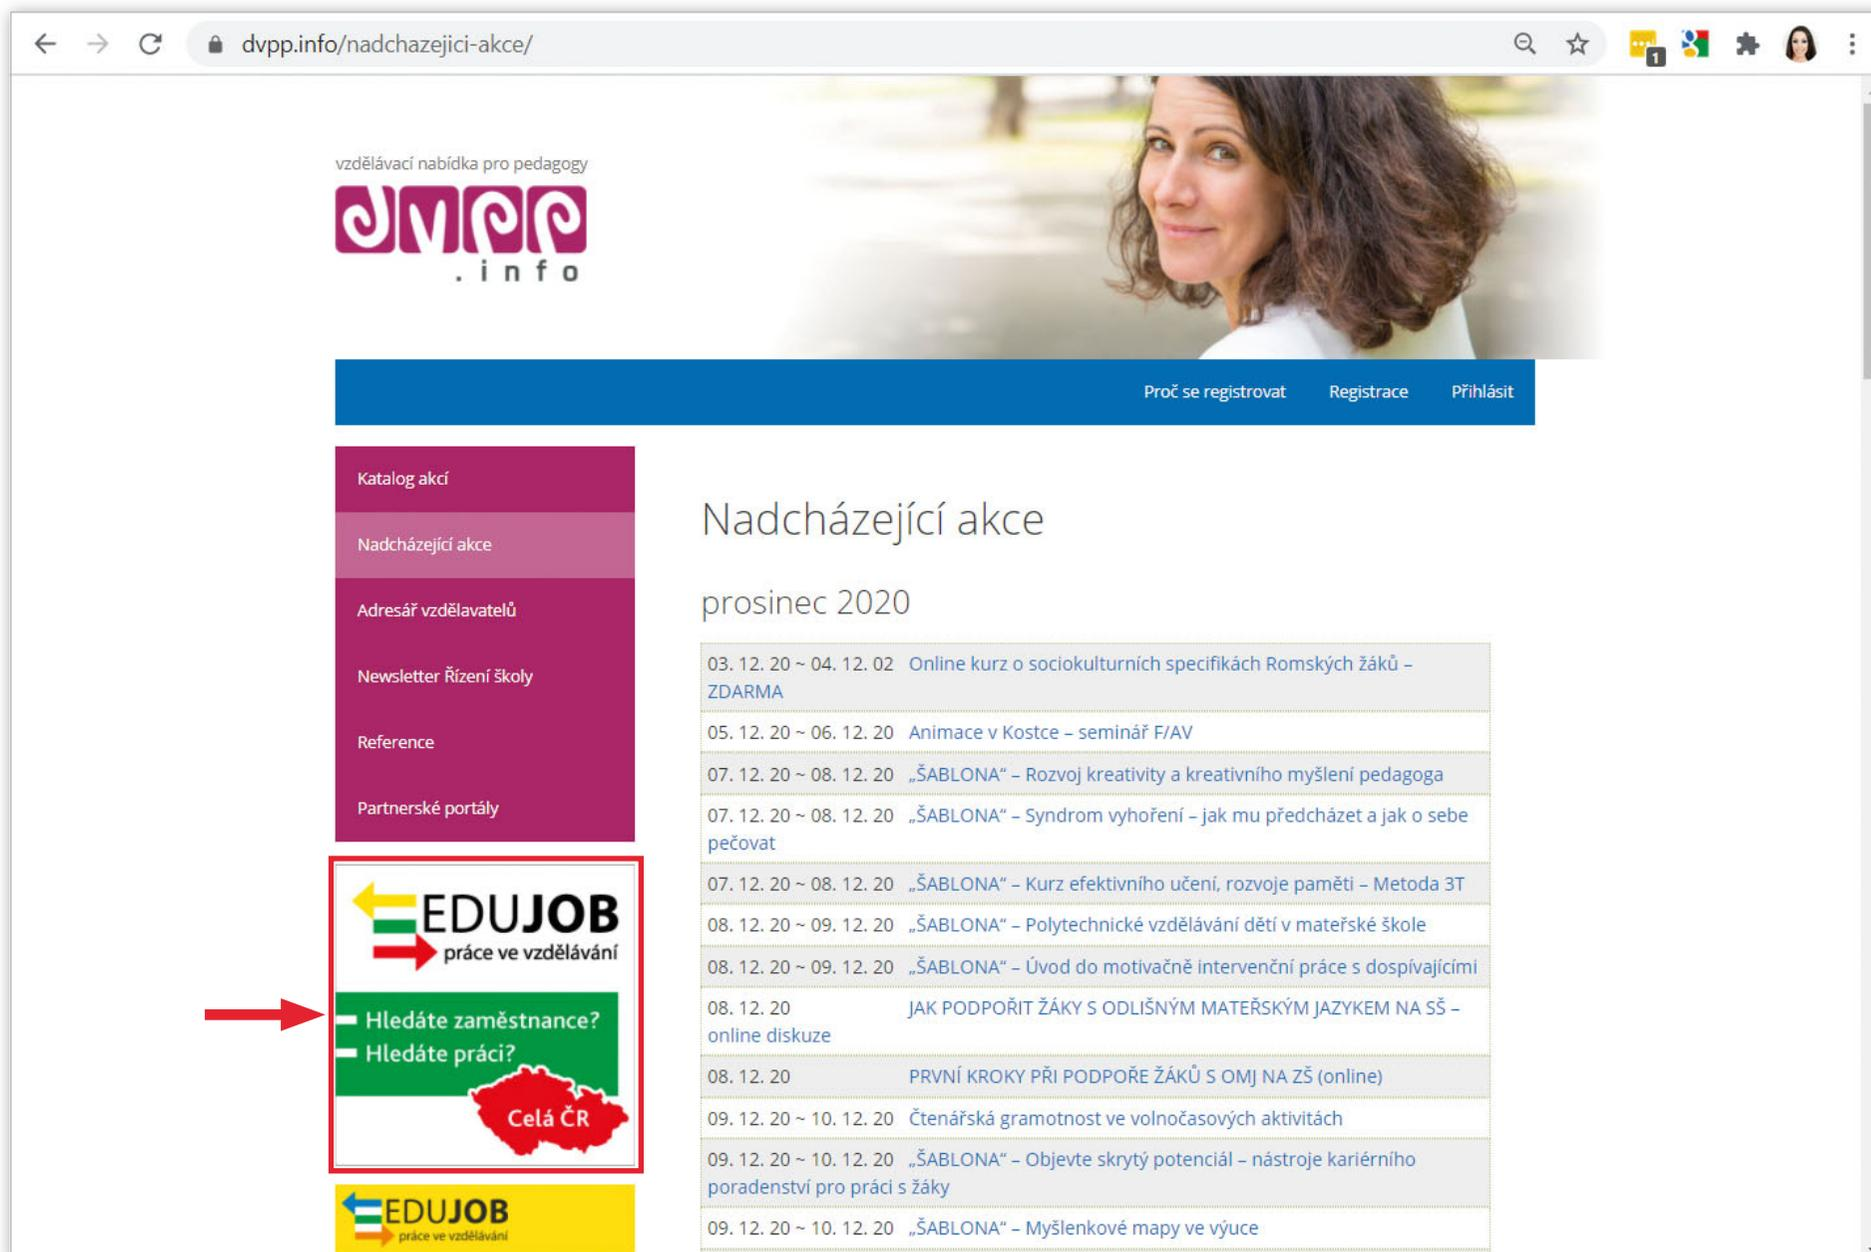 dvpp.info/nadchazejici-akce/
1
vzdělávací nabídka pro pedagogy
dvpp
.info
Proč se registrovat Registrace Přihlásit
Katalog akcí
Nadcházející akce
Adresář vzdělavatelů
Newsletter Řízení školy
Reference
Partnerské portály
EDUJOB
práce ve vzdělávání
Hledáte zaměstnance?
Hledáte práci?
Celá ČR
EDUJOB
práce ve vzdělávání
Nadcházející akce
prosinec 2020
03. 12. 20 ~ 04. 12. 02 Online kurz o sociokulturních specifikách Romských žáků –
ZDARMA
05. 12. 20 ~ 06. 12. 20 Animace v Kostce – seminář F/AV
07. 12. 20 ~ 08. 12. 20 „ŠABLONA“ – Rozvoj kreativity a kreativního myšlení pedagoga
07. 12. 20 ~ 08. 12. 20 „ŠABLONA“ – Syndrom vyhoření – jak mu předcházet a jak o sebe
pečovat
07. 12. 20 ~ 08. 12. 20 „ŠABLONA“ – Kurz efektivního učení, rozvoje paměti – Metoda 3T
08. 12. 20 ~ 09. 12. 20 „ŠABLONA“ – Polytechnické vzdělávání dětí v mateřské škole
08. 12. 20 ~ 09. 12. 20 „ŠABLONA“ – Úvod do motivačně intervenční práce s dospívajícími
08. 12. 20 JAK PODPOŘIT ŽÁKY S ODLIŠNÝM MATEŘSKÝM JAZYKEM NA SŠ –
online diskuze
08. 12. 20 PRVNÍ KROKY PŘI PODPOŘE ŽÁKŮ S OMJ NA ZŠ (online)
09. 12. 20 ~ 10. 12. 20 Čtenářská gramotnost ve volnočasových aktivitách
09. 12. 20 ~ 10. 12. 20 „ŠABLONA“ – Objevte skrytý potenciál – nástroje kariérního
poradenství pro práci s žáky
09. 12. 20 ~ 10. 12. 20 „ŠABLONA“ – Myšlenkové mapy ve výuce